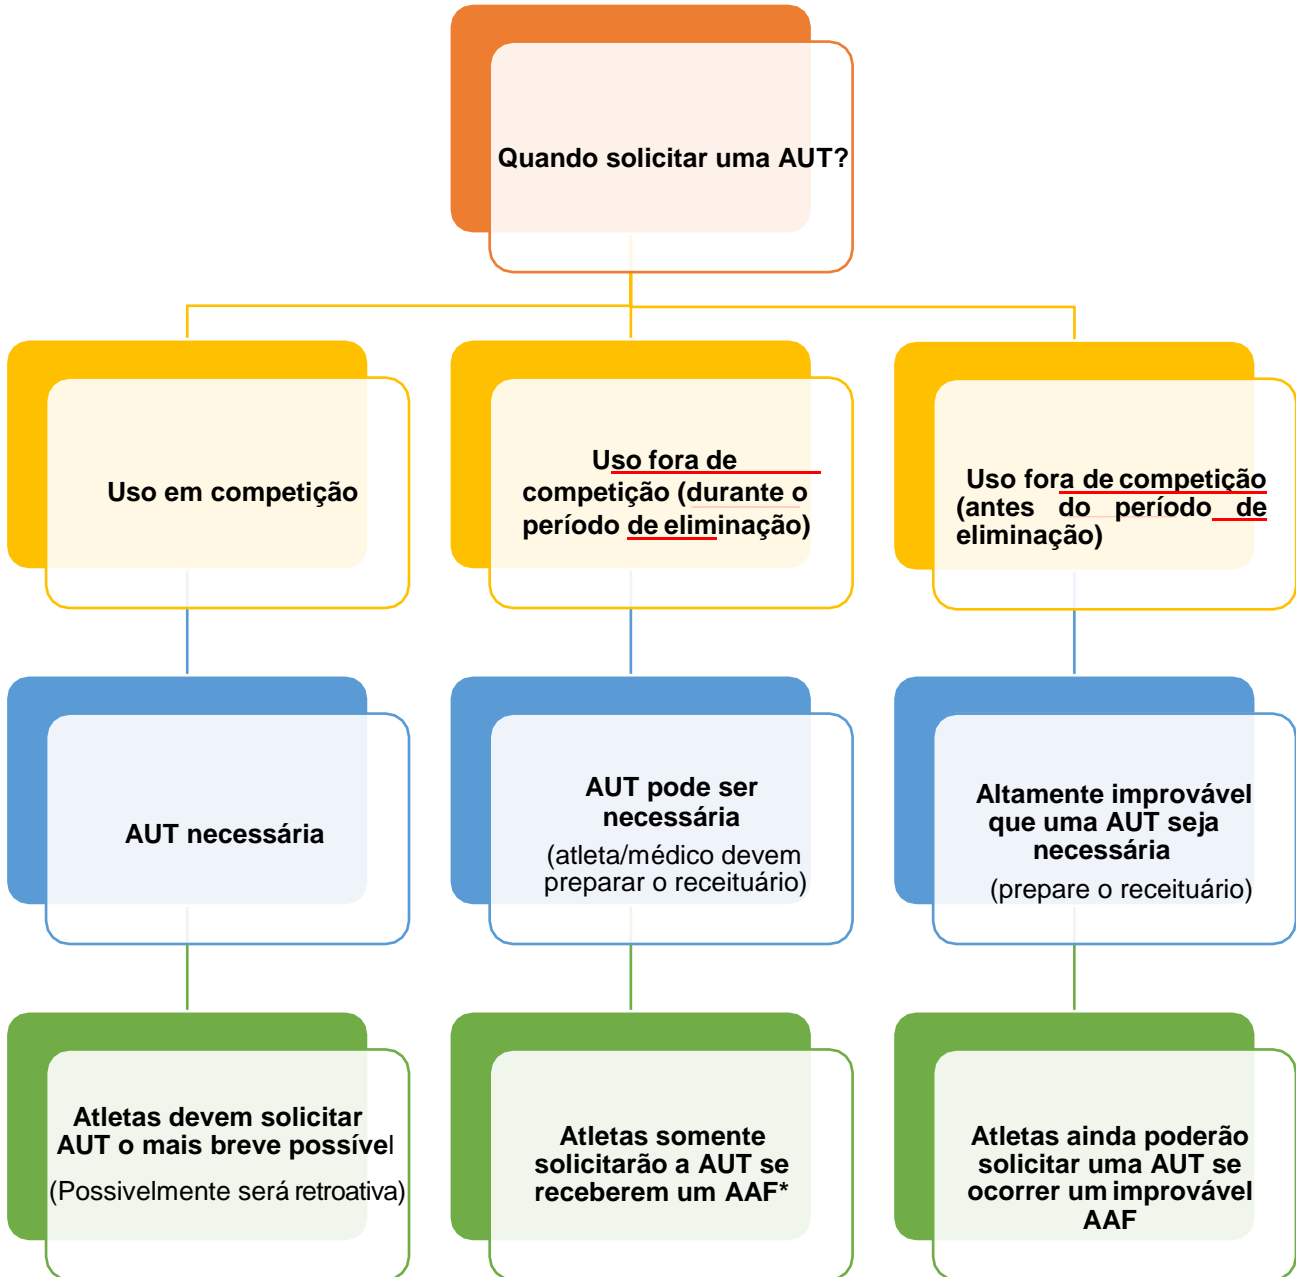 Quando solicitar uma AUT?
Uso em competição
Uso fora de
competição (durante o
período de eliminação)
Uso fora de competição
(antes do período de
eliminação)
AUT necessária
AUT pode ser
necessária
(atleta/médico devem
preparar o receituário)
Altamente improvável
que uma AUT seja
necessária
(prepare o receituário)
Atletas devem solicitar
AUT o mais breve possível
(Possivelmente será retroativa)
Atletas somente
solicitarão a AUT se
receberem um AAF*
Atletas ainda poderão
solicitar uma AUT se
ocorrer um improvável
AAF